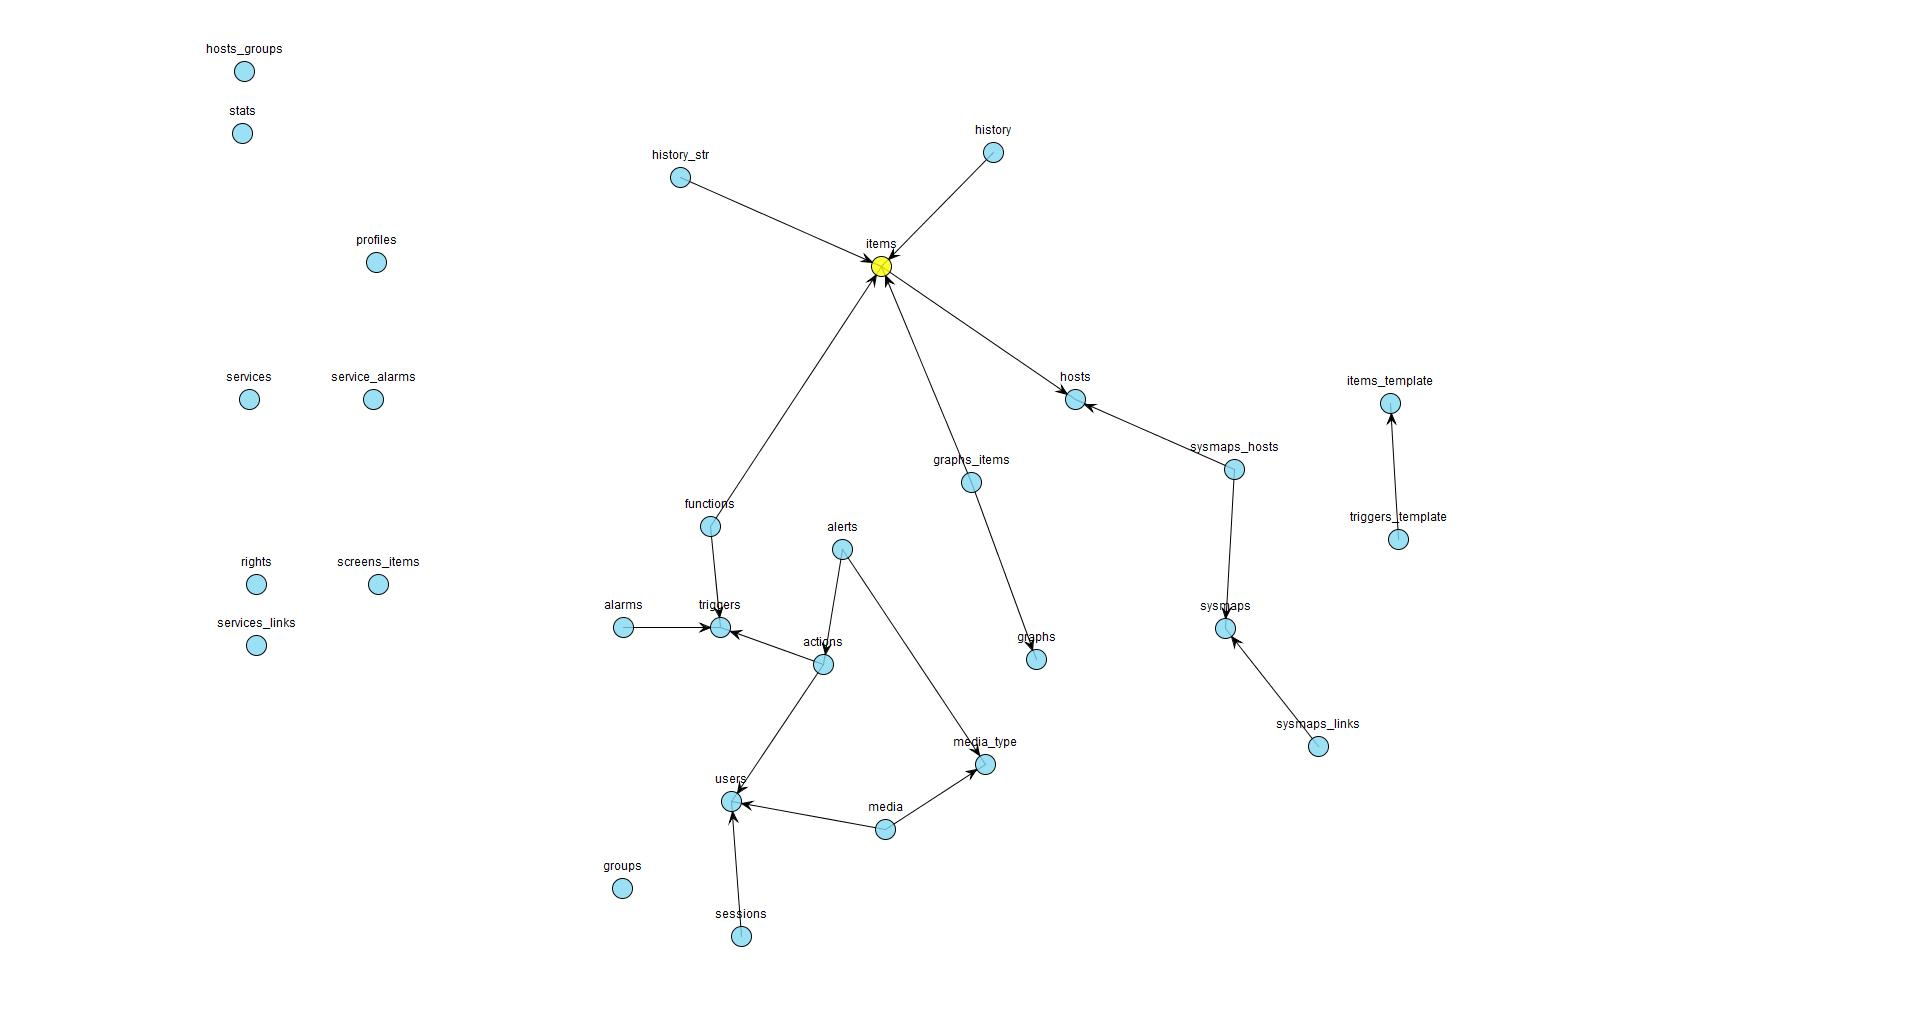 hosts_groups
stats
history
history_str
profiles
items
services
service_alarms
hosts
items_template
sysmaps_hosts
graphs_items
functions
triggers_template
alerts
rights
screens_items
alarms
triggers
sysmaps
services_links
actions
graphs
sysmaps_links
media_type
users
media
groups
sessions